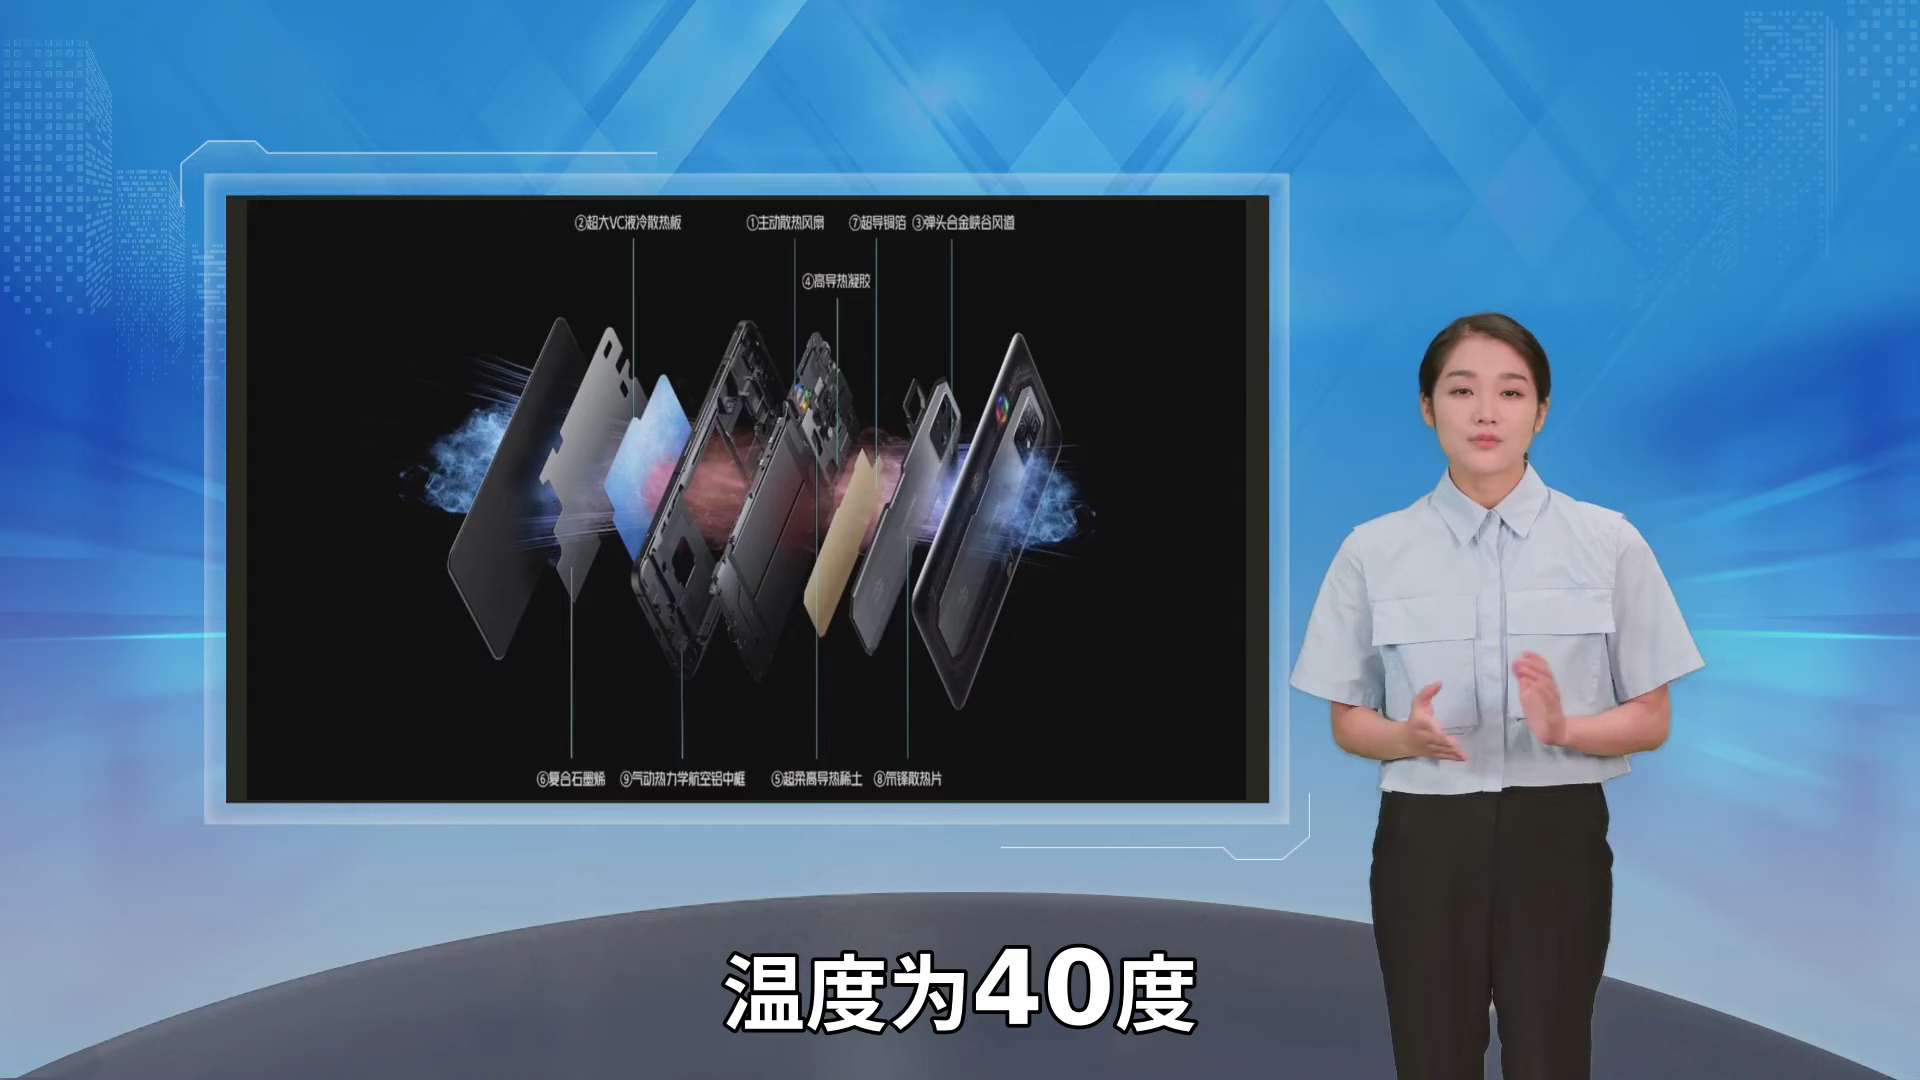 ②超大VC液冷散热板
①主动散热风扇
⑦超导铜箔
③弹头合金峡谷风道
④高导热凝胶
⑥复合石墨烯
⑨气动热力学航空铝中框
⑤超柔高导热稀土
⑧氘锋散热片
温度为40度